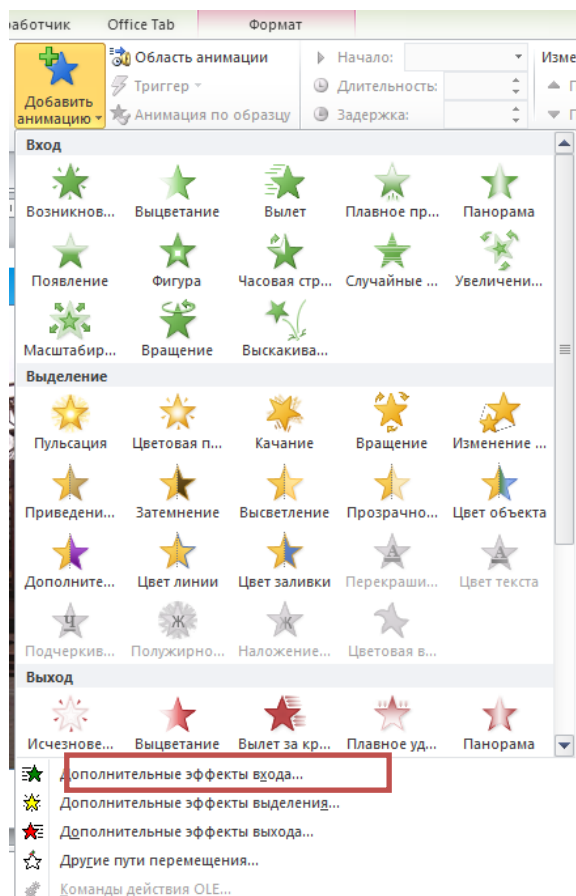 аботчик Office Tab Формат
Добавить анимацию
Область анимации
Триггер
Анимация по образцу
Начало:
Длительность:
Задержка:
Изме
Вход
Возникнов... Выцветание Вылет Плавное пр... Панорама
Появление Фигура Часовая стр... Случайные ... Увеличени...
Масштабир... Вращение Выскакива...
Выделение
Пульсация Цветовая п... Качание Вращение Изменение ...
Приведени... Затемнение Высветление Прозрачно... Цвет объекта
Дополните... Цвет линии Цвет заливки Перекраши... Цвет текста
Подчеркив... Полужирно... Наложение... Цветовая в...
Выход
Исчезнове... Выцветание Вылет за кр... Плавное уд... Панорама
Дополнительные эффекты входа...
Дополнительные эффекты выделения...
Дополнительные эффекты выхода...
Другие пути перемещения...
Команды действия OLE...